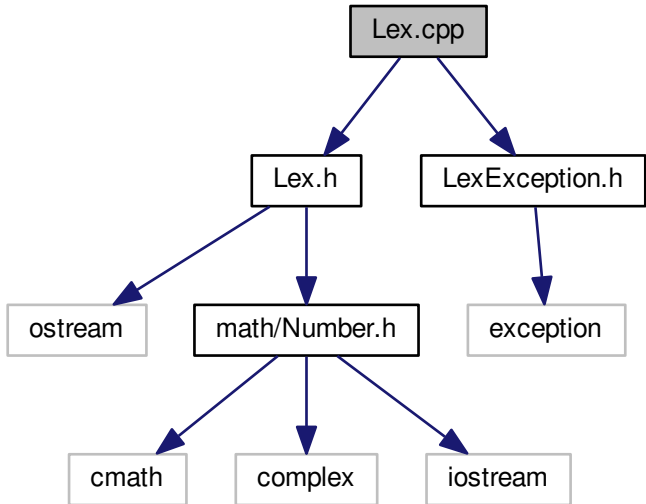 Lex.cpp
Lex.h
LexException.h
ostream
math/Number.h
exception
cmath
complex
iostream